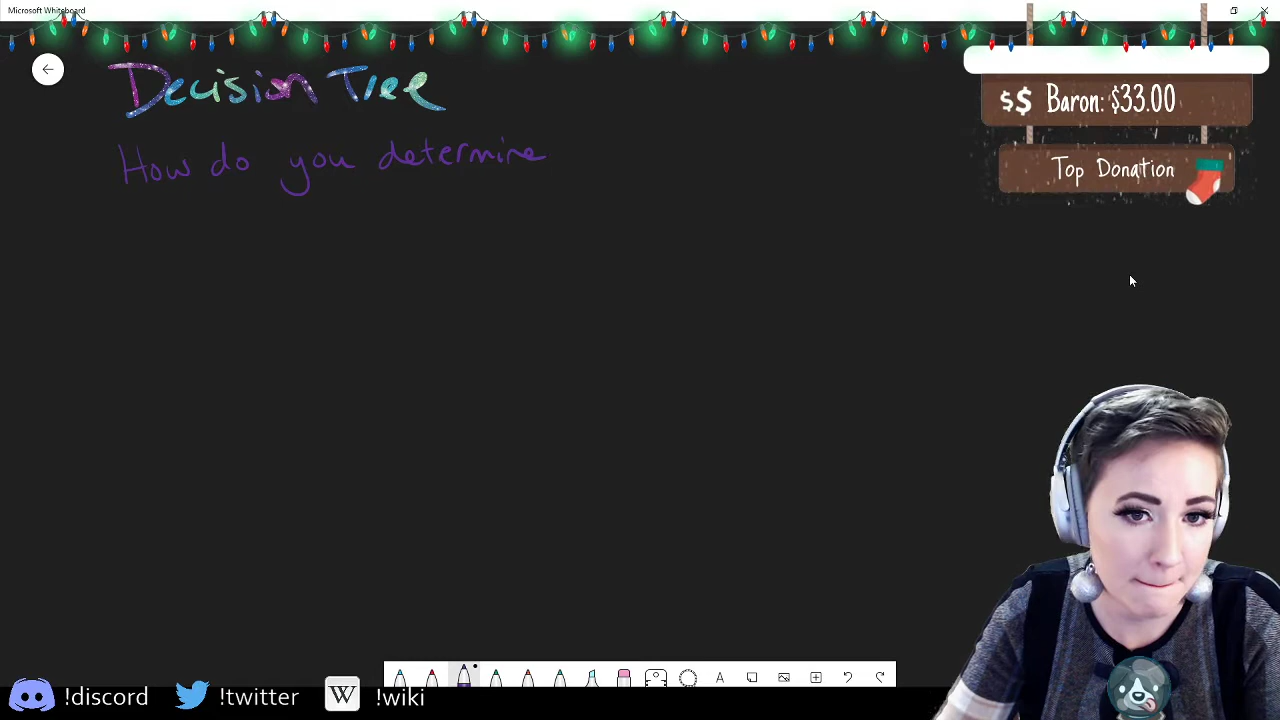 Microsoft Whiteboard
Decision Tree
How do you determine
$$ Baron: $33.00
Top Donation
!discord
!twitter
W !wiki